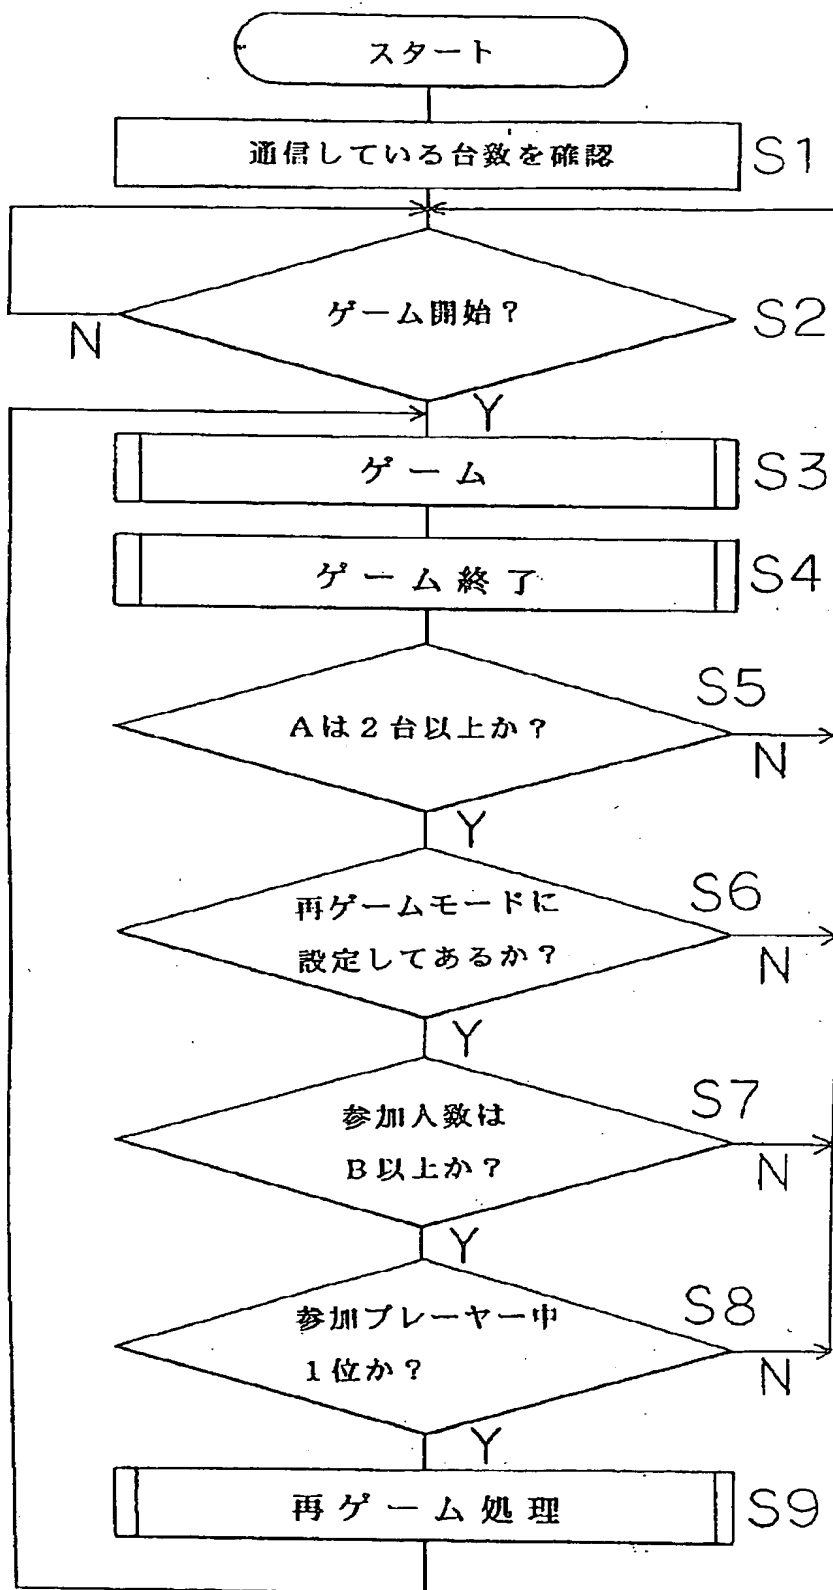 スタート
通信している台数を確認
S1
ゲーム開始？
S2
N
Y
ゲーム
S3
ゲーム終了
S4
S5
Aは2台以上か？
N
Y
S6
再ゲームモードに
設定してあるか？
N
Y
S7
参加人数は
B以上か？
N
Y
S8
参加プレーヤー中
1位か？
N
Y
再ゲーム処理
S9